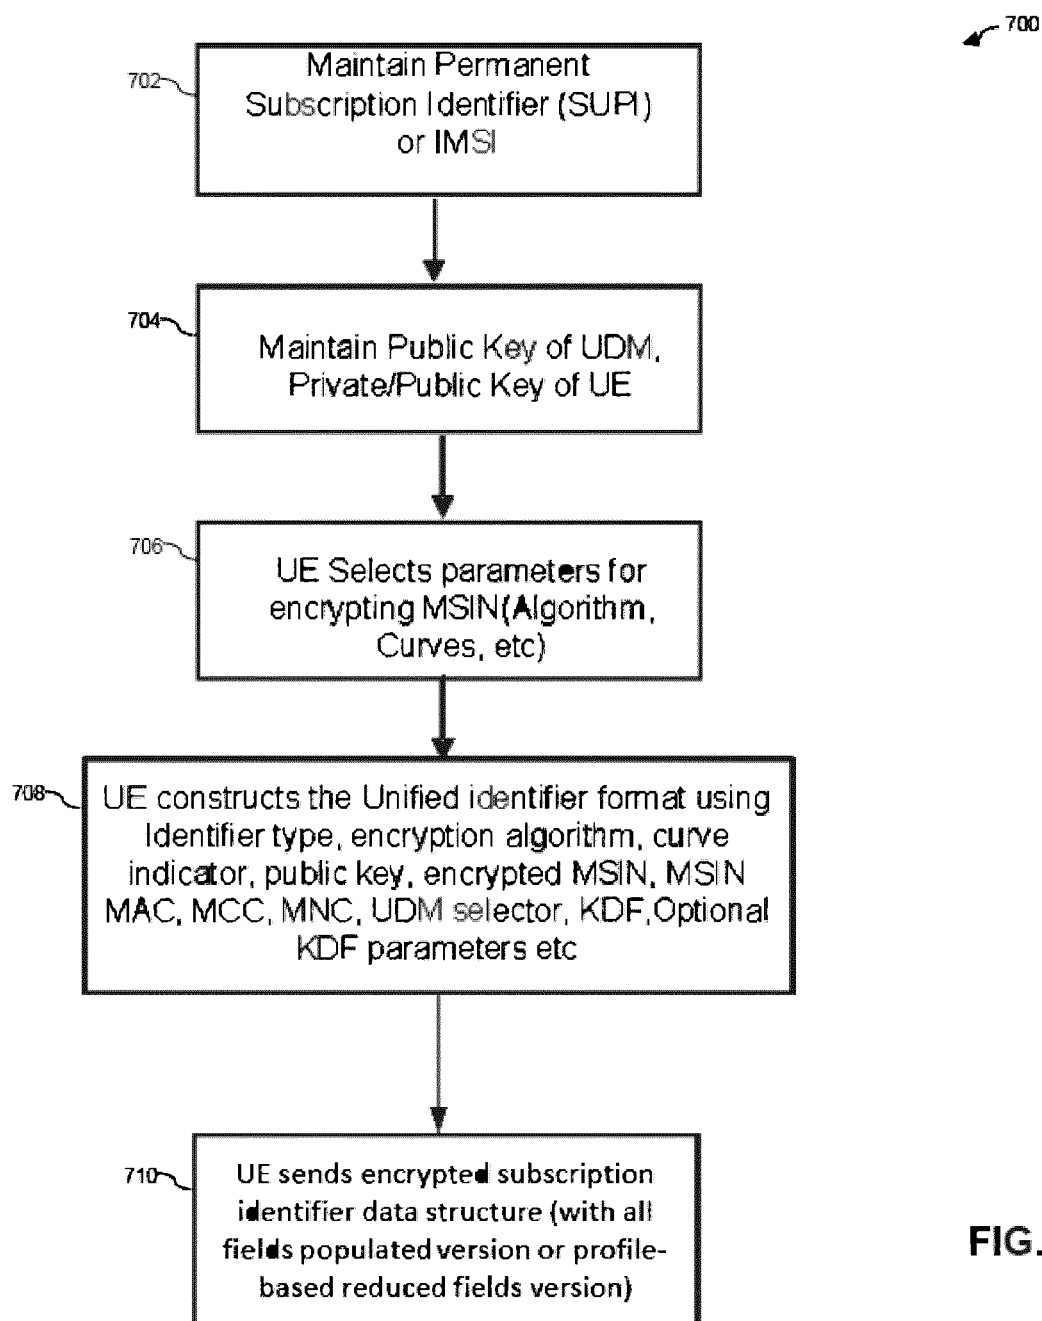 700
702
Maintain Permanent
Subscription Identifier (SUPI)
or IMSI
704
Maintain Public Key of UDM,
Private/Public Key of UE
706
UE Selects parameters for
encrypting MSIN(Algorithm,
Curves, etc)
708
UE constructs the Unified identifier format using
Identifier type, encryption algorithm, curve
indicator, public key, encrypted MSIN, MSIN
MAC, MCC, MNC, UDM selector, KDF,Optional
KDF parameters etc
710
UE sends encrypted subscription
identifier data structure (with all
fields populated version or profile-
based reduced fields version)
FIG.